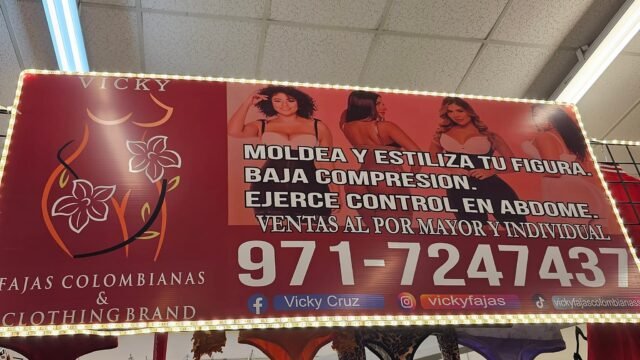 VICKY
FAJAS COLOMBIANAS
&
CLOTHING BRAND
MOLDEA Y ESTILIZA TU FIGURA.
BAJA COMPRESION.
EJERCE CONTROL EN ABDOME.
VENTAS AL POR MAYOR Y INDIVIDUAL
971-7247437
Vicky Cruz
vickyfajas
vickyfajascolombianas